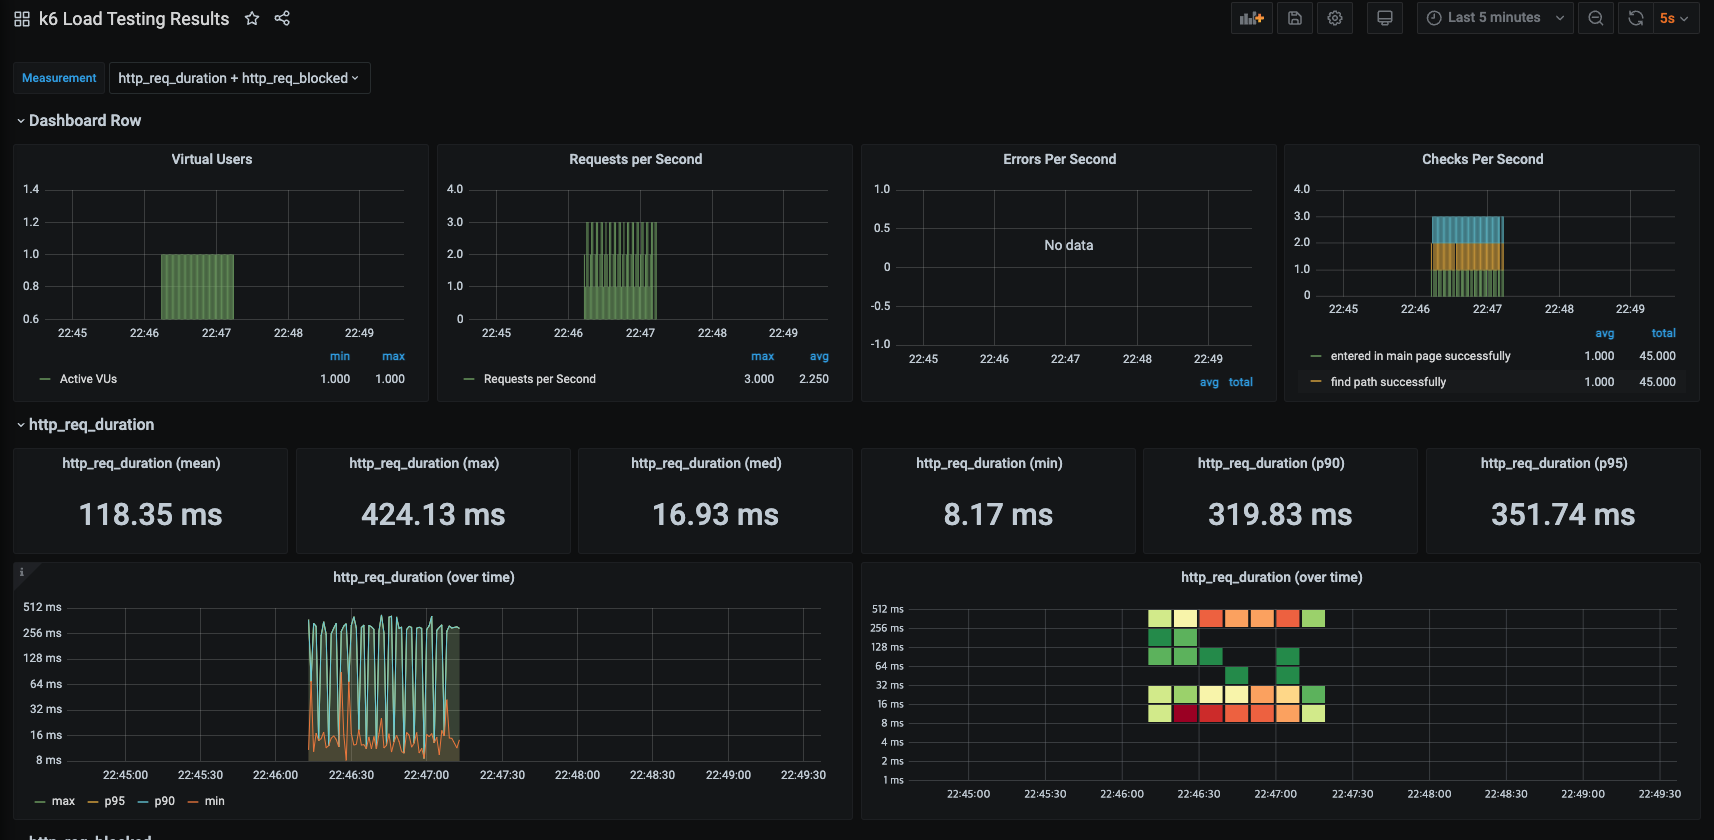 k6 Load Testing Results
Last 5 minutes
5s
Measurement
http_req_duration + http_req_blocked
Dashboard Row
Virtual Users
1.4
1.2
1.0
0.8
0.6
22:45 22:46 22:47 22:48 22:49
min max
Active VUs 1.000 1.000
Requests per Second
4.0
3.0
2.0
1.0
0
22:45 22:46 22:47 22:48 22:49
max avg
Requests per Second 3.000 2.250
Errors Per Second
1.0
0.5
0
-0.5
-1.0
No data
22:45 22:46 22:47 22:48 22:49
avg total
Checks Per Second
4.0
3.0
2.0
1.0
0
22:45 22:46 22:47 22:48 22:49
avg total
entered in main page successfully 1.000 45.000
find path successfully 1.000 45.000
http_req_duration
http_req_duration (mean)
118.35 ms
http_req_duration (max)
424.13 ms
http_req_duration (med)
16.93 ms
http_req_duration (min)
8.17 ms
http_req_duration (p90)
319.83 ms
http_req_duration (p95)
351.74 ms
i
http_req_duration (over time)
512 ms
256 ms
128 ms
64 ms
32 ms
16 ms
8 ms
22:45:00 22:45:30 22:46:00 22:46:30 22:47:00 22:47:30 22:48:00 22:48:30 22:49:00 22:49:30
max p95 p90 min
http_req_duration (over time)
512 ms
256 ms
128 ms
64 ms
32 ms
16 ms
8 ms
4 ms
2 ms
1 ms
22:45:00 22:45:30 22:46:00 22:46:30 22:47:00 22:47:30 22:48:00 22:48:30 22:49:00 22:49:30
http_req_blocked